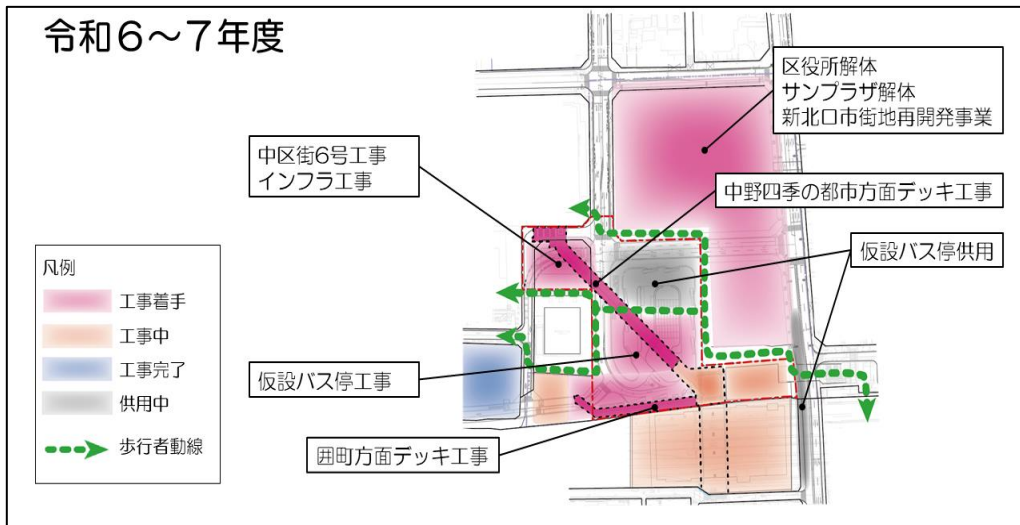 令和6～7年度
区役所解体
サンプラザ解体
新北口市街地再開発事業
中区街6号工事
インフラ工事
中野四季の都市方面デッキ工事
仮設バス停供用
凡例
工事着手
工事中
工事完了
供用中
歩行者動線
仮設バス停工事
囲町方面デッキ工事